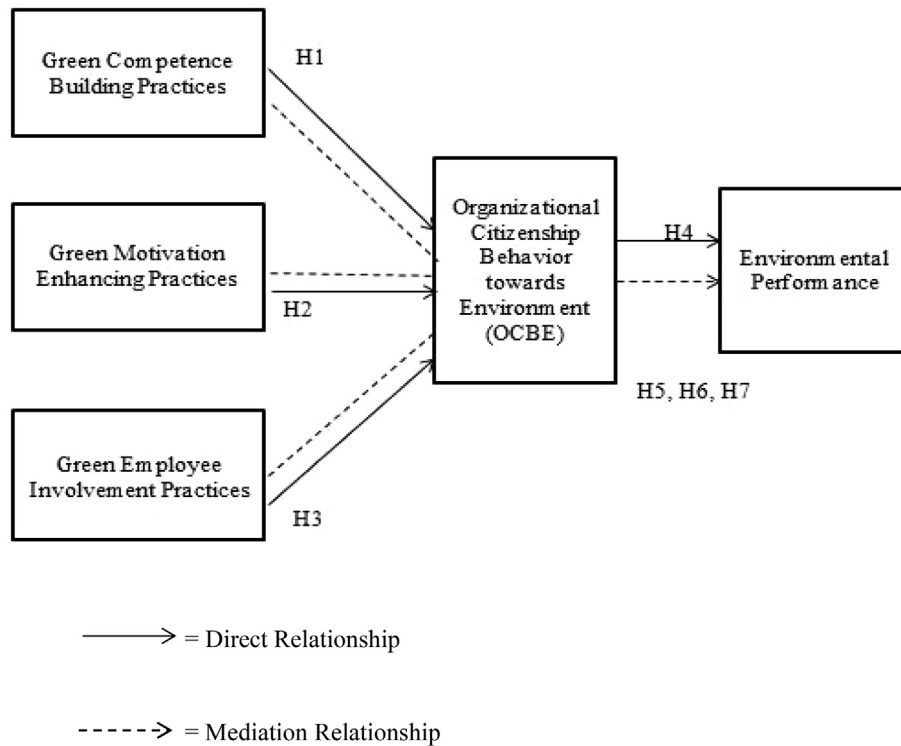 Green Competence
Building Practices
H1
Green Motivation
Enhancing Practices
H2
Green Employee
Involvement Practices
H3
Organizational
Citizenship
Behavior
towards
Environment
(OCBE)
H4
Environmental
Performance
H5, H6, H7
= Direct Relationship
= Mediation Relationship